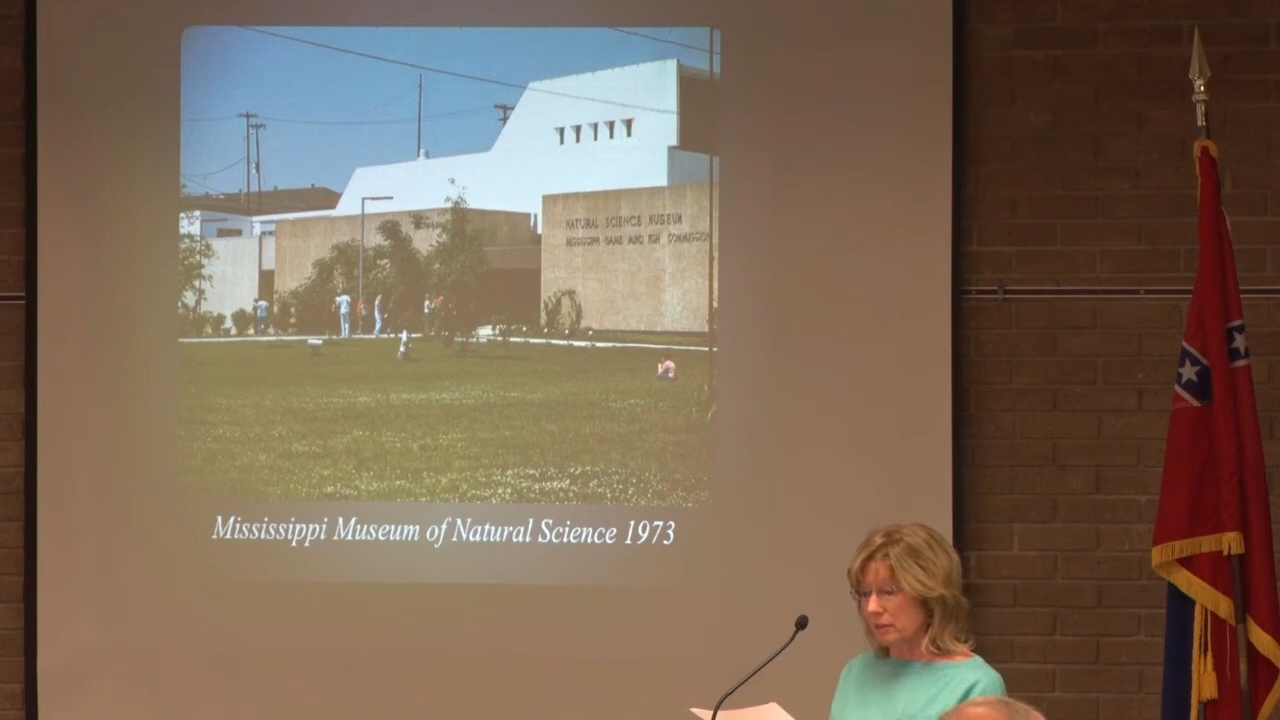 NATURAL SCIENCE MUSEUM
MISSISSIPPI GAME AND FISH COMMISSION
Mississippi Museum of Natural Science 1973